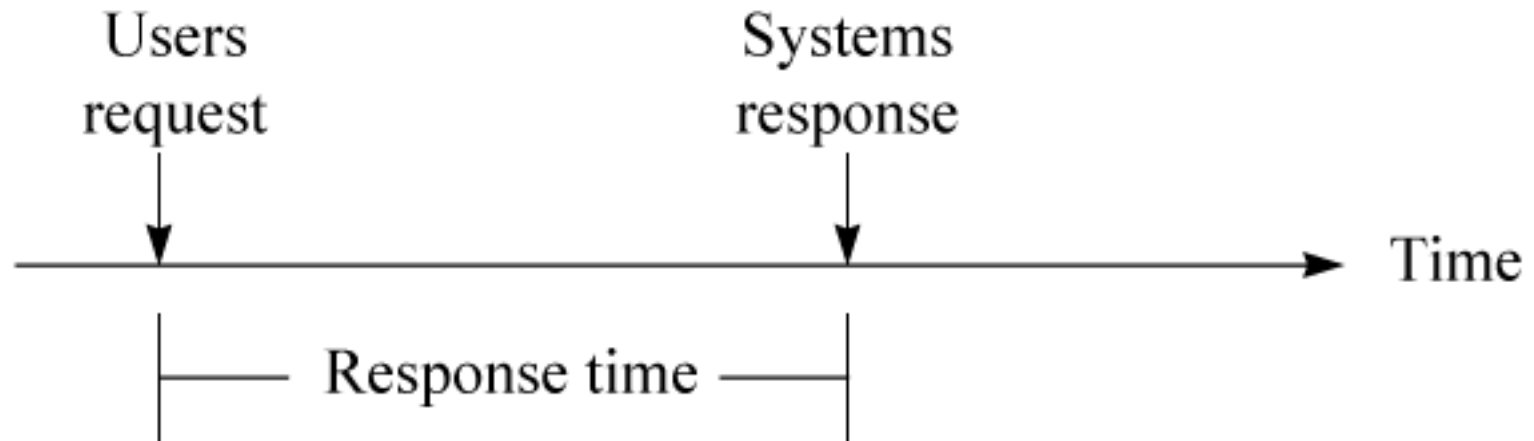 Users
request
Systems
response
Time
Response time